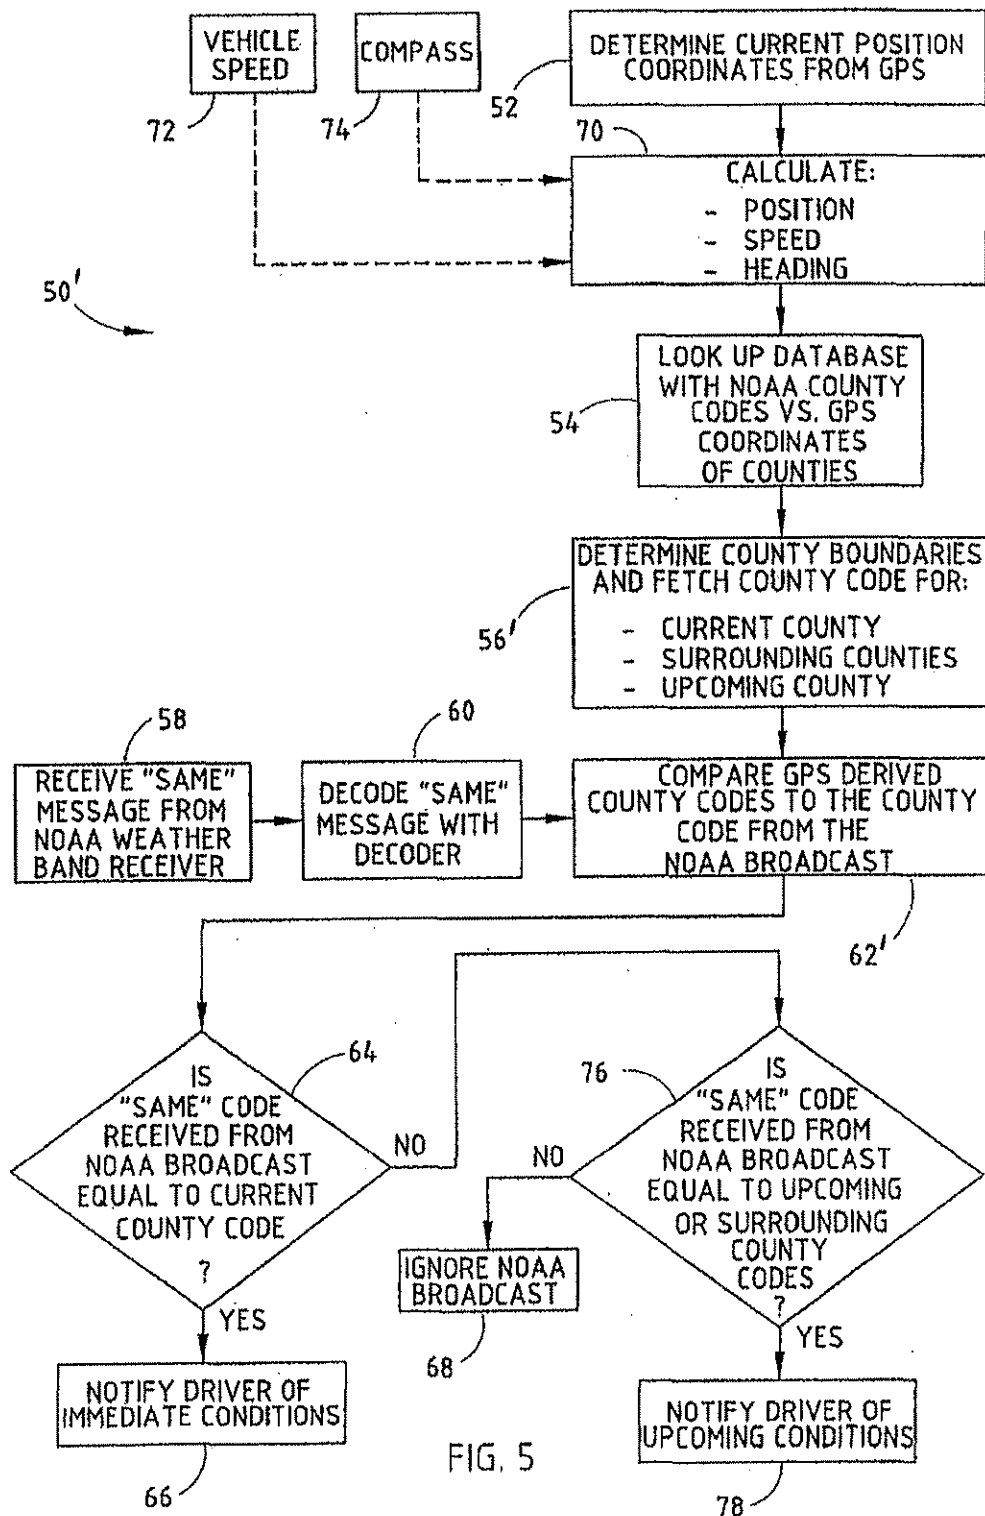 VEHICLE
SPEED
72
COMPASS
74
DETERMINE CURRENT POSITION
COORDINATES FROM GPS
52
70
CALCULATE:
- POSITION
- SPEED
- HEADING
50'
LOOK UP DATABASE
WITH NOAA COUNTY
CODES VS. GPS
COORDINATES
OF COUNTIES
54
DETERMINE COUNTY BOUNDARIES
AND FETCH COUNTY CODE FOR:
- CURRENT COUNTY
- SURROUNDING COUNTIES
- UPCOMING COUNTY
56'
58
RECEIVE "SAME"
MESSAGE FROM
NOAA WEATHER
BAND RECEIVER
60
DECODE "SAME"
MESSAGE WITH
DECODER
COMPARE GPS DERIVED
COUNTY CODES TO THE COUNTY
CODE FROM THE
NOAA BROADCAST
62'
64
IS
"SAME" CODE
RECEIVED FROM
NOAA BROADCAST
EQUAL TO CURRENT
COUNTY CODE
?
NO
YES
76
IS
"SAME" CODE
RECEIVED FROM
NOAA BROADCAST
EQUAL TO UPCOMING
OR SURROUNDING
COUNTY
CODES
?
NO
YES
IGNORE NOAA
BROADCAST
68
NOTIFY DRIVER OF
IMMEDIATE CONDITIONS
66
NOTIFY DRIVER OF
UPCOMING CONDITIONS
78
FIG. 5